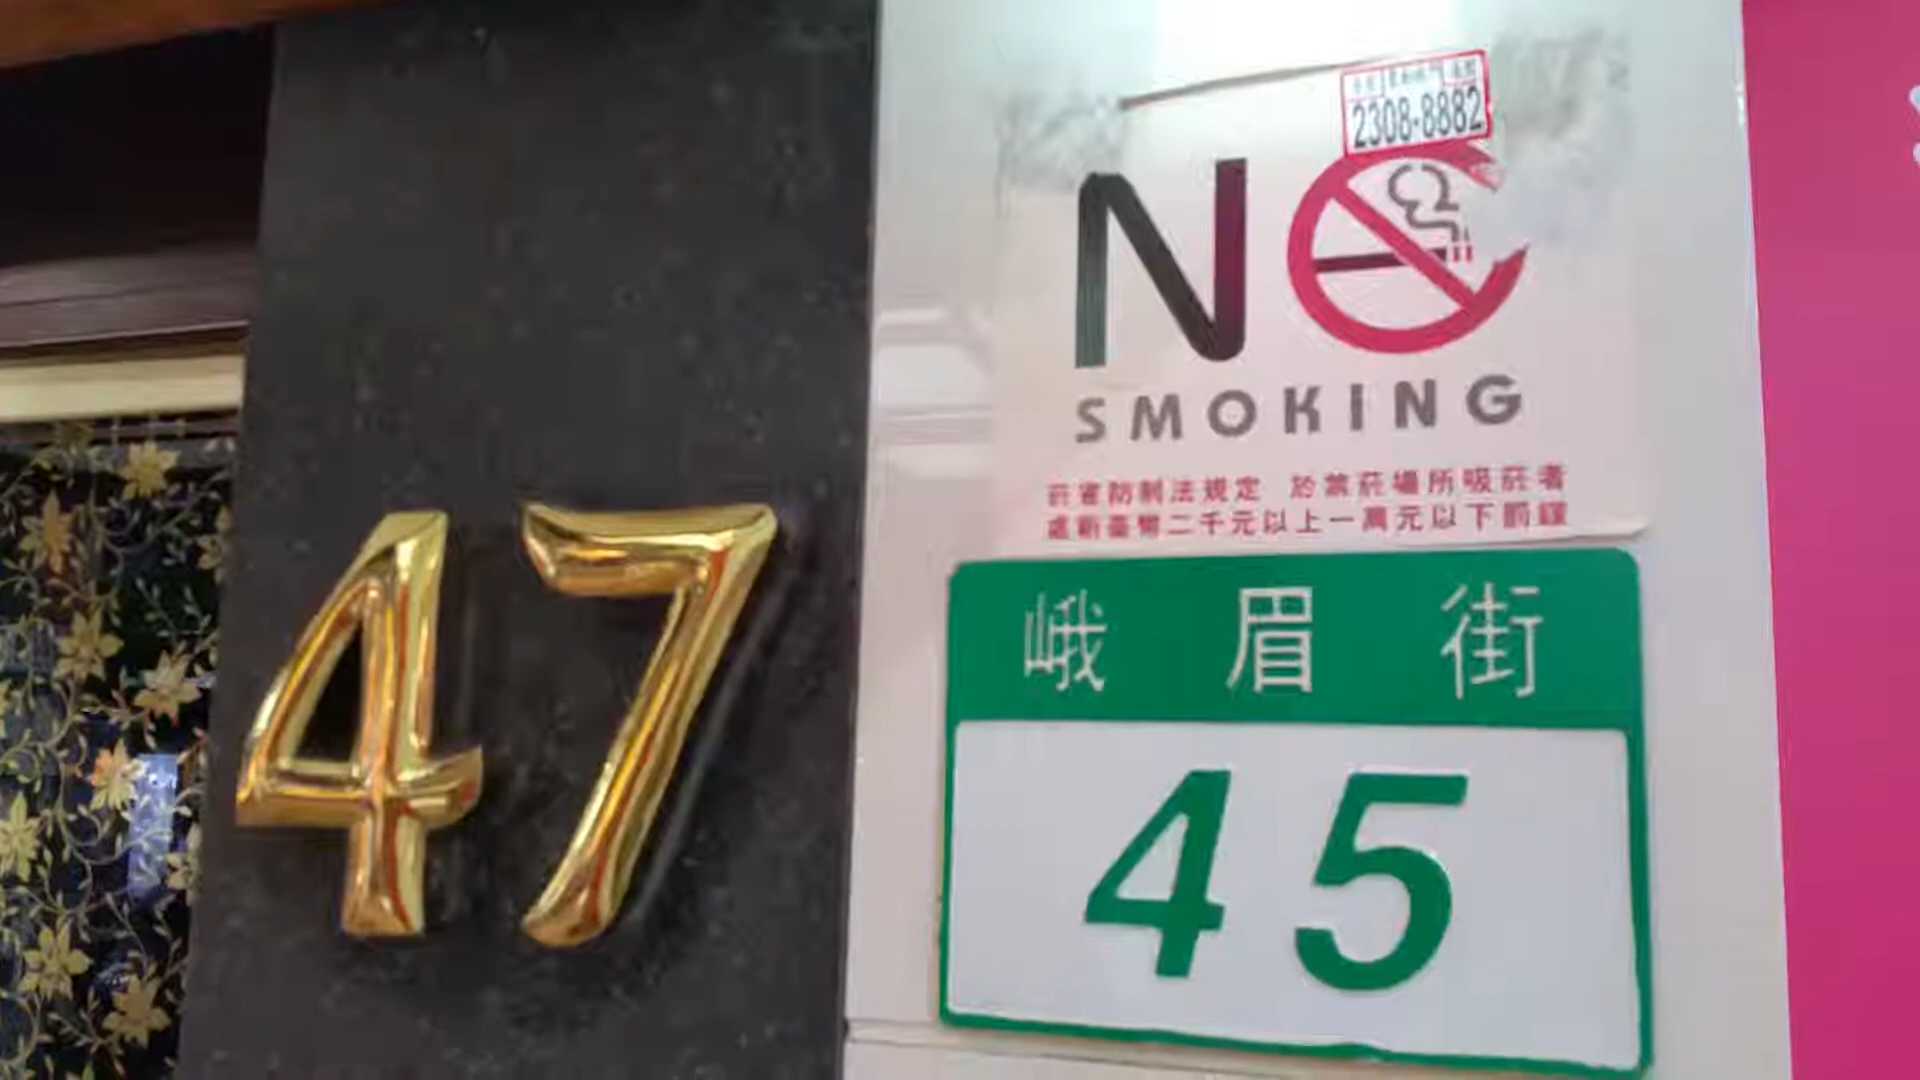 47
2308-8882
NO
SMOKING
菸害防制法規定 於禁菸場所吸菸者
處新臺幣二千元以上一萬元以下罰鍰
峨眉街
45